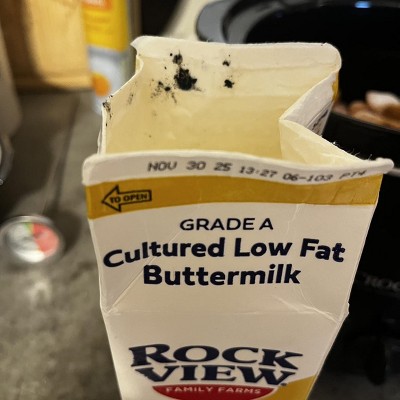 NOV 30 25 13:27 06-103
TO OPEN
GRADE A
Cultured Low Fat
Buttermilk
ROCK
VIEW
FAMILY FARMS